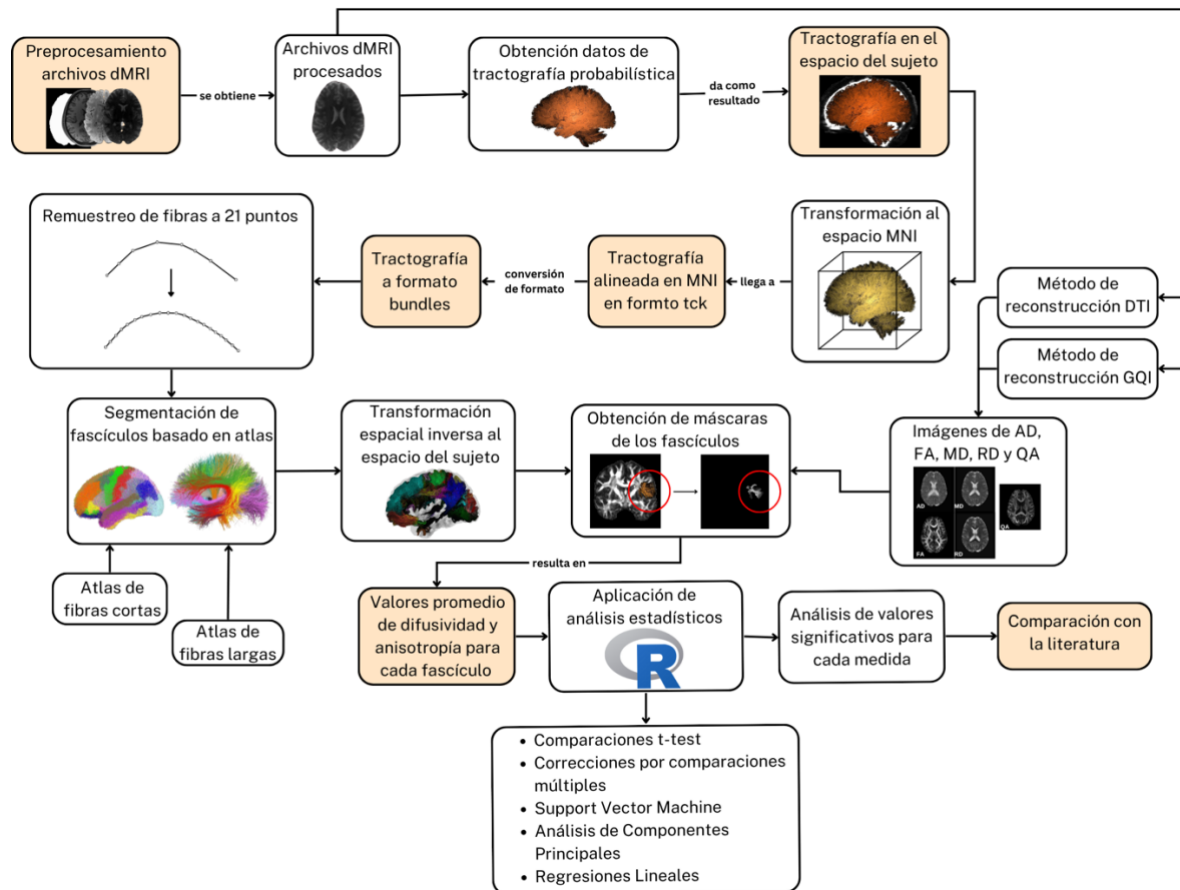 Preprocesamiento
archivos dMRI
se obtiene
Archivos dMRI
procesados
Obtención datos de
tractografía probabilística
da como
resultado
Tractografía en el
espacio del sujeto
Transformación al
espacio MNI
llega a
Tractografía
alineada en MNI
en formto tck
conversión
de formato
Tractografía
a formato
bundles
Remuestreo de fibras a 21 puntos
Método de
reconstrucción DTI
Método de
reconstrucción GQI
Segmentación de
fascículos basado en atlas
Atlas de
fibras cortas
Atlas de
fibras largas
Transformación
espacial inversa al
espacio del sujeto
Obtención de máscaras
de los fascículos
Imágenes de AD,
FA, MD, RD y QA
AD
MD
QA
FA
RD
resulta en
Valores promedio
de difusividad y
anisotropía para
cada fascículo
Aplicación de
análisis estadísticos
R
Análisis de valores
significativos para
cada medida
Comparación con
la literatura
• Comparaciones t-test
• Correcciones por comparaciones
múltiples
• Support Vector Machine
• Análisis de Componentes
Principales
• Regresiones Lineales